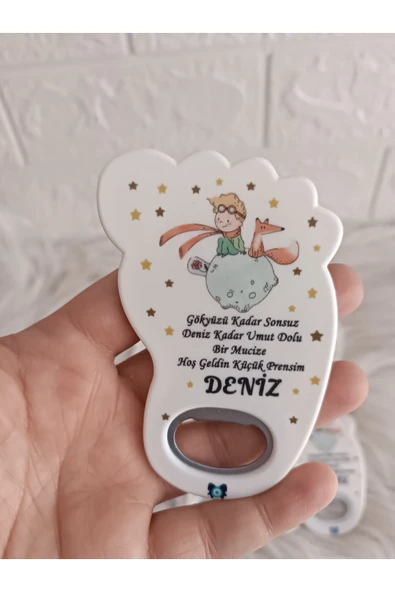 Gökyüzü Kadar Sonsuz
Deniz Kadar Umut Dolu
Bir Mucize
Hoş Geldin Küçük Prensim
DENİZ